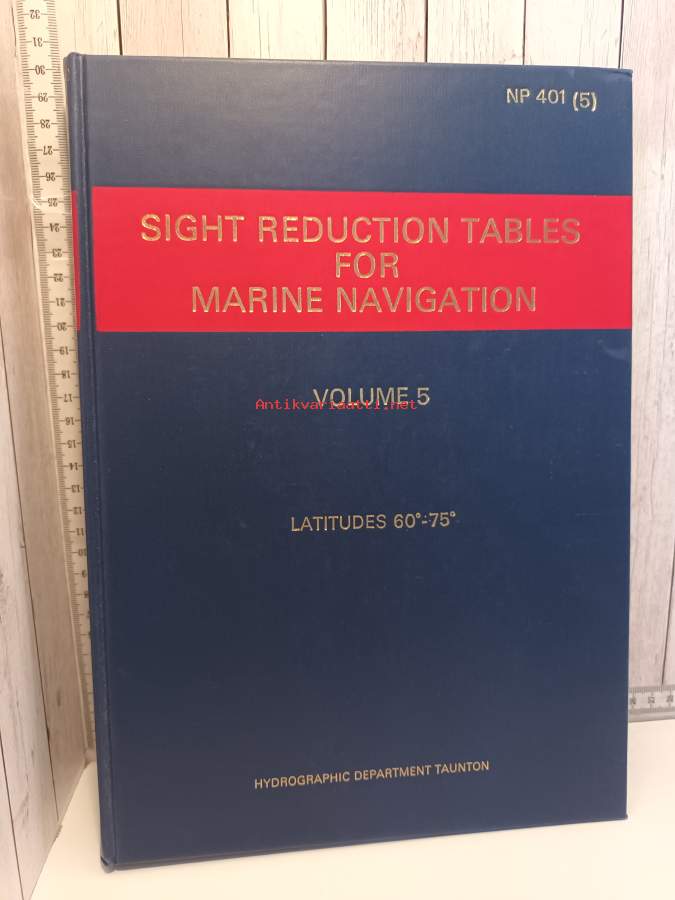 NP 401 (5)
SIGHT REDUCTION TABLES
FOR
MARINE NAVIGATION
VOLUME 5
Antikvariaatti.net
LATITUDES 60°-75°
HYDROGRAPHIC DEPARTMENT TAUNTON